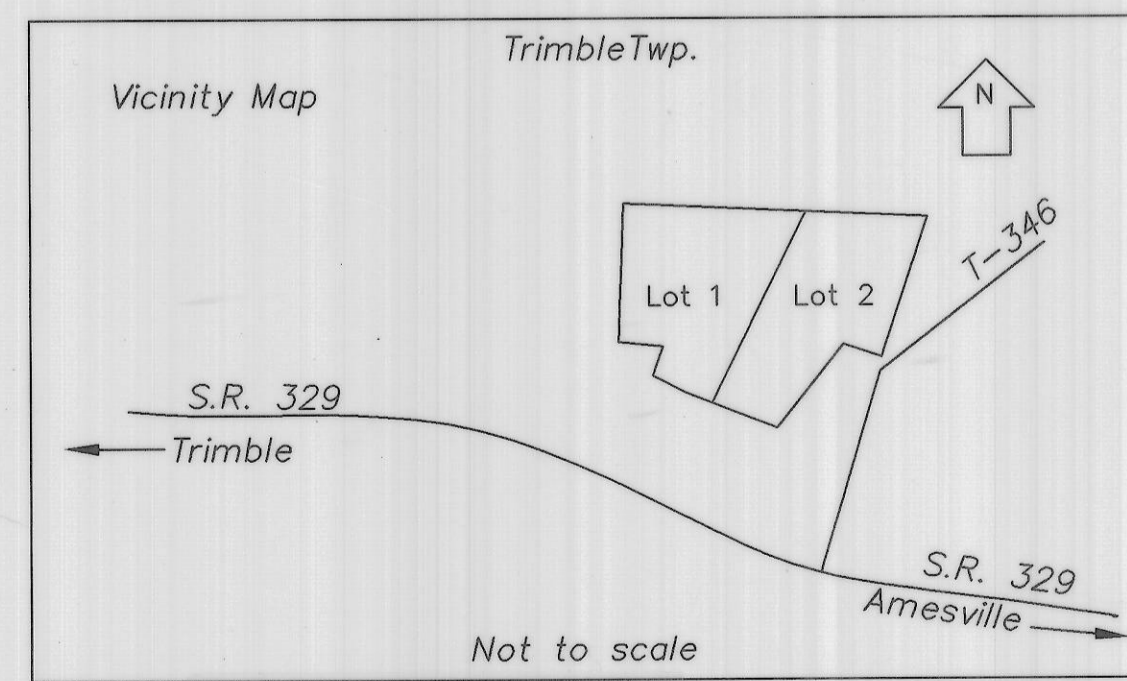 TrimbleTwp.
Vicinity Map
N
T-346
Lot 1
Lot 2
S.R. 329
Trimble
S.R. 329
Amesville
Not to scale